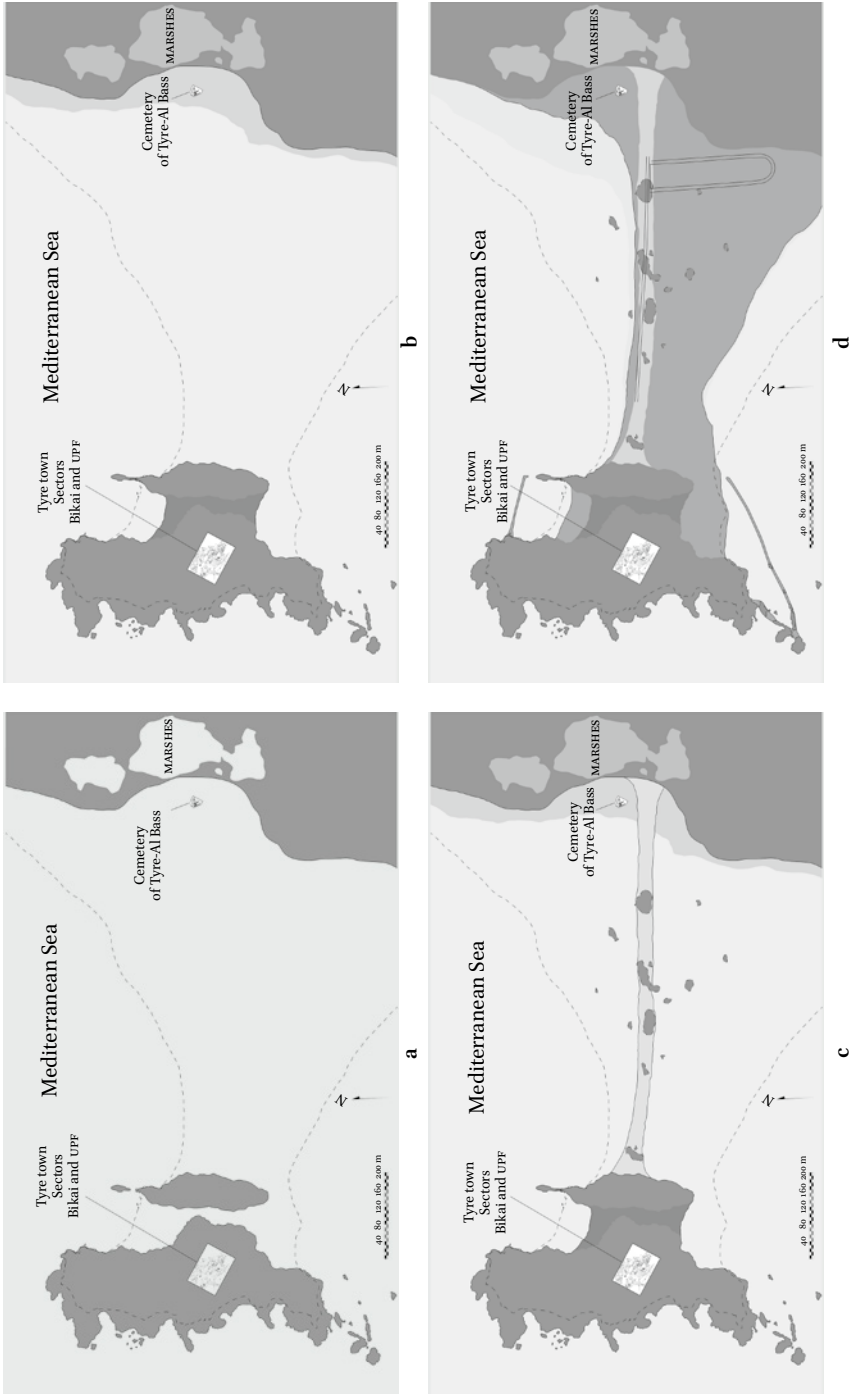 Tyre town
Sectors
Bikai and UPF
Mediterranean Sea
Cemetery
of Tyre-Al Bass
MARSHES
N
40 80 120 160 200 m
a
Tyre town
Sectors
Bikai and UPF
Mediterranean Sea
Cemetery
of Tyre-Al Bass
MARSHES
N
40 80 120 160 200 m
b
Tyre town
Sectors
Bikai and UPF
Mediterranean Sea
Cemetery
of Tyre-Al Bass
MARSHES
N
40 80 120 160 200 m
c
Tyre town
Sectors
Bikai and UPF
Mediterranean Sea
Cemetery
of Tyre-Al Bass
MARSHES
N
40 80 120 160 200 m
d